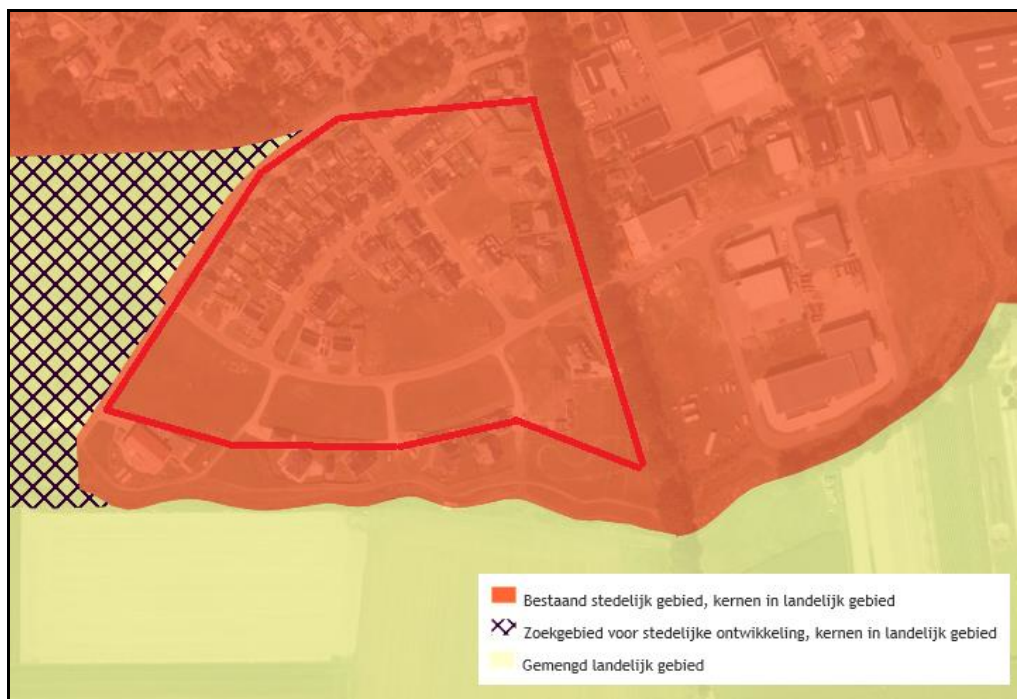 Bestaand stedelijk gebied, kernen in landelijk gebied
Zoekgebied voor stedelijke ontwikkeling, kernen in landelijk gebied
Gemengd landelijk gebied